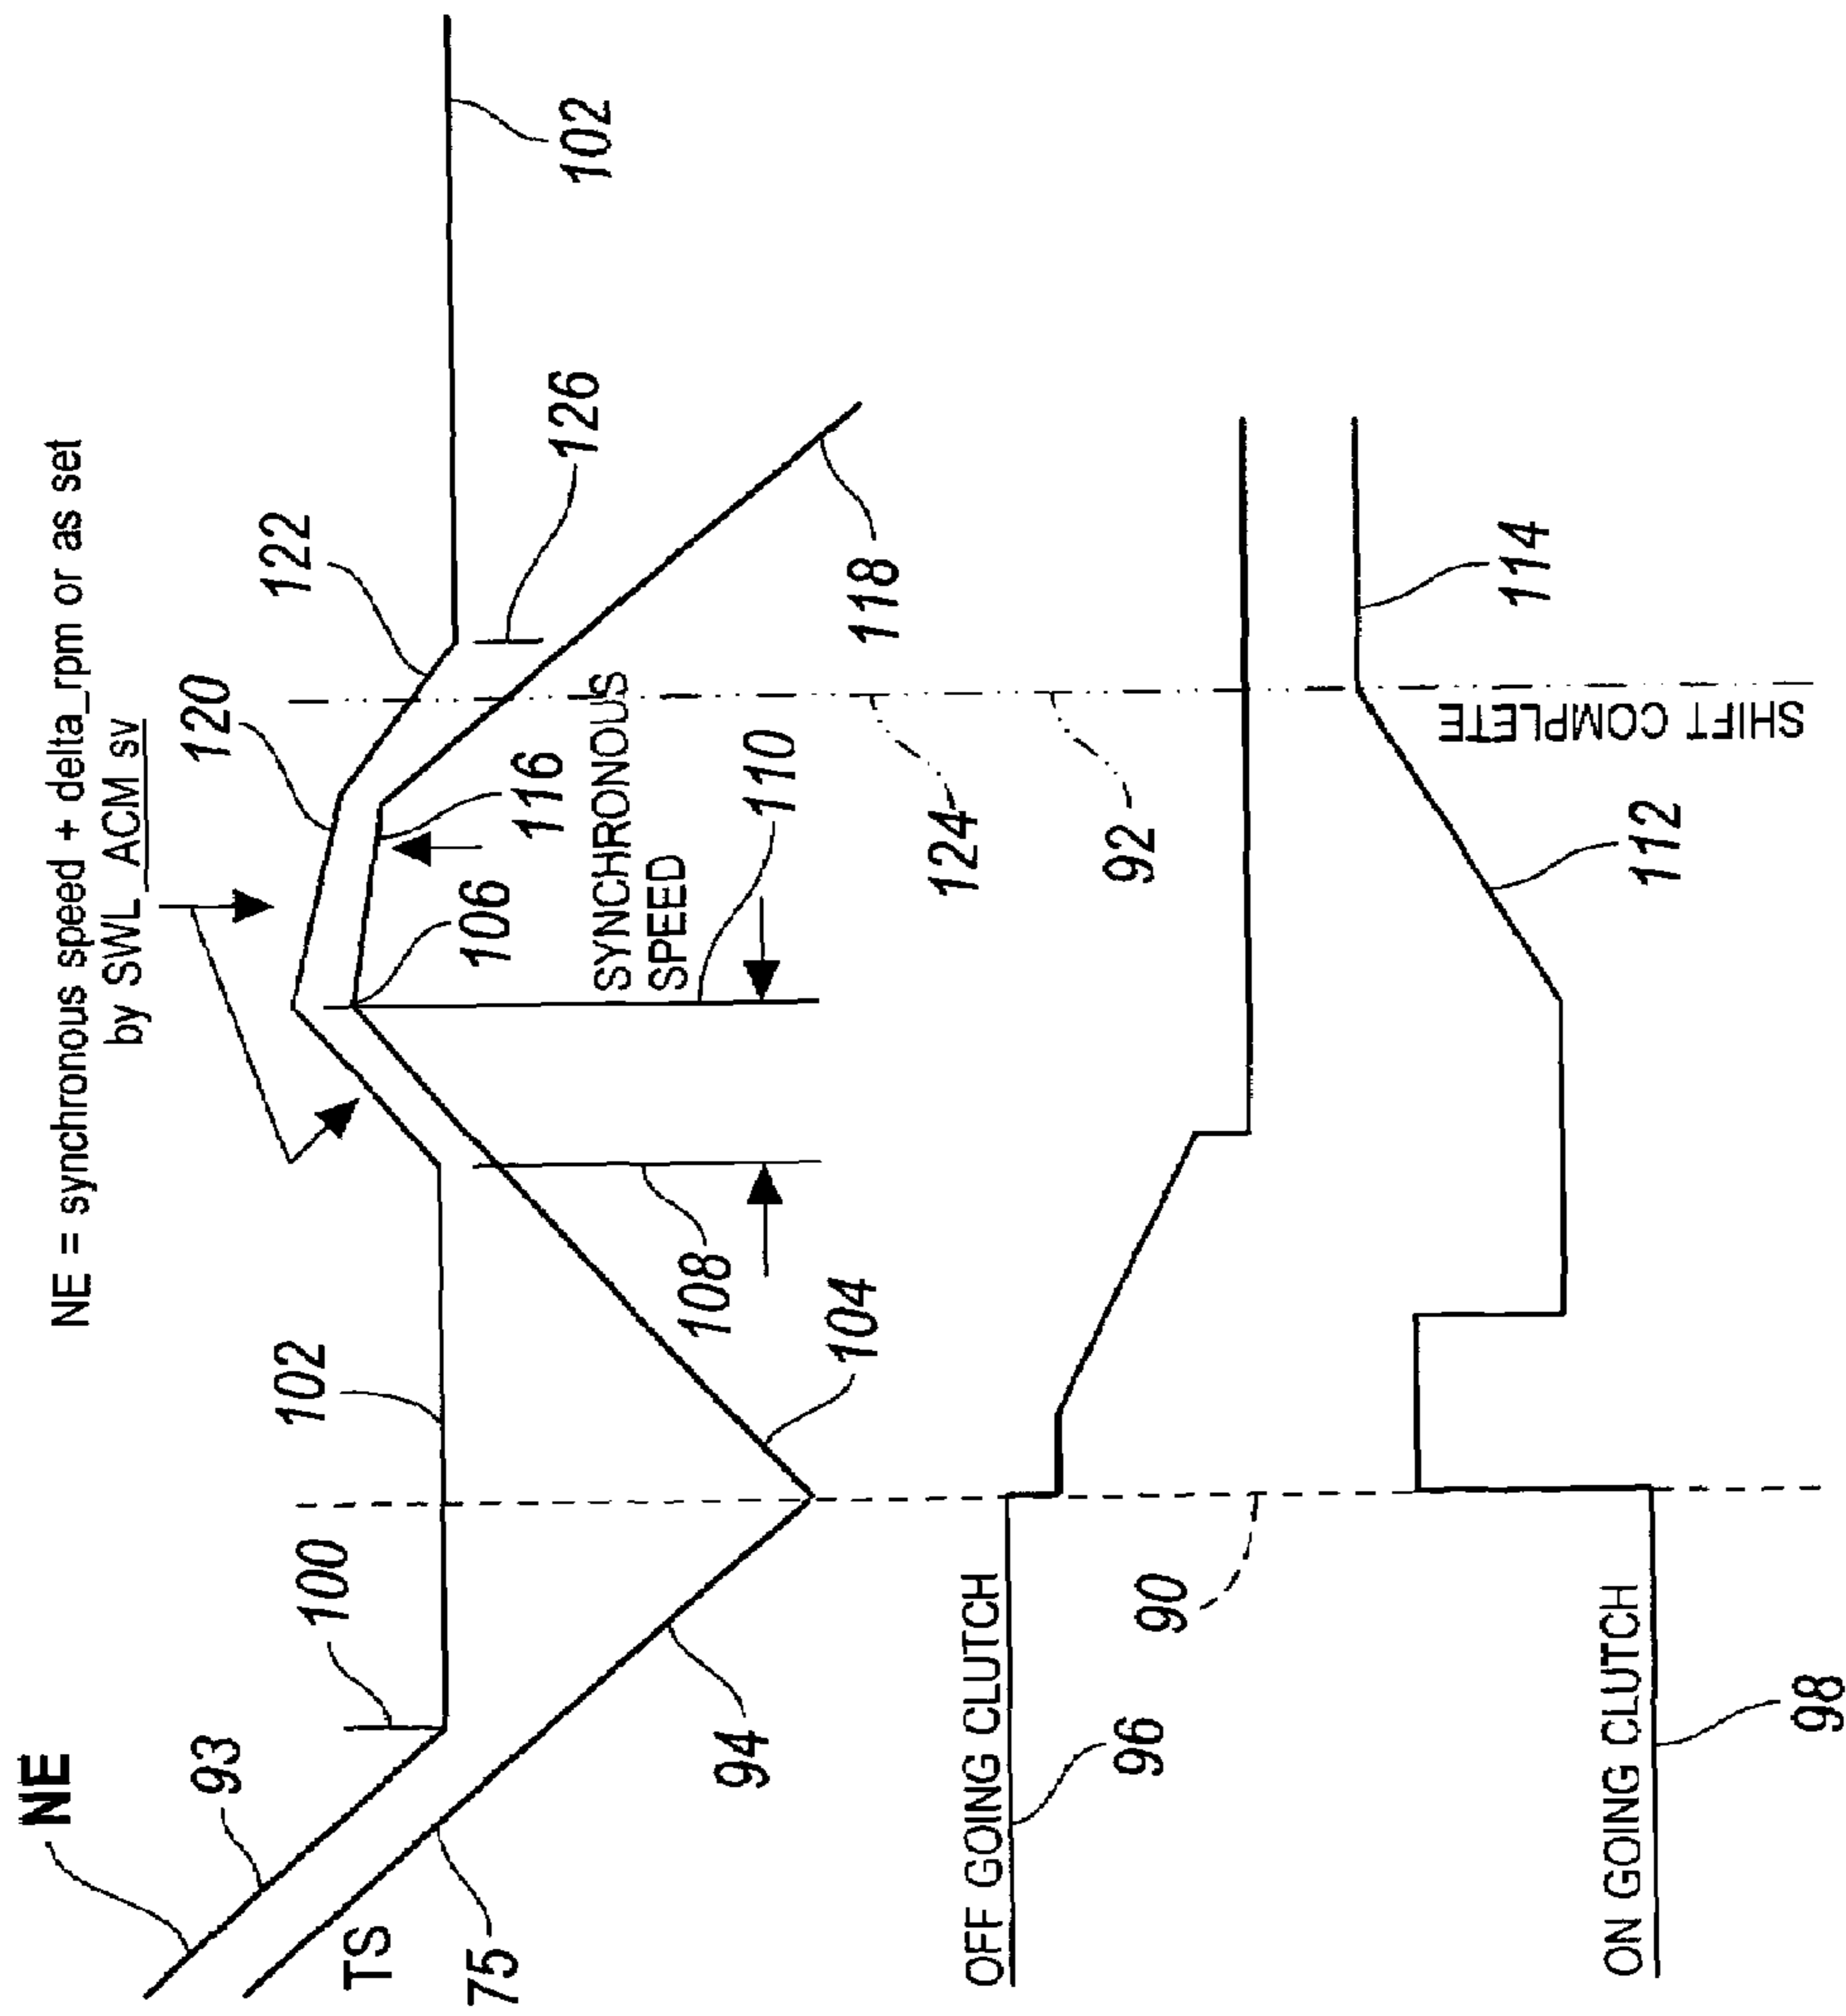 NE = synchronous speed + delta_rpm or as set
by SWL_ACM sv
NE
93
100
102
120
122
126
102
TS
75
94
104
108
106
116
SYNCHRONOUS
SPEED
110
118
124
92
OFF GOING CLUTCH
96
90
SHIFT COMPLETE
114
112
ON GOING CLUTCH
98